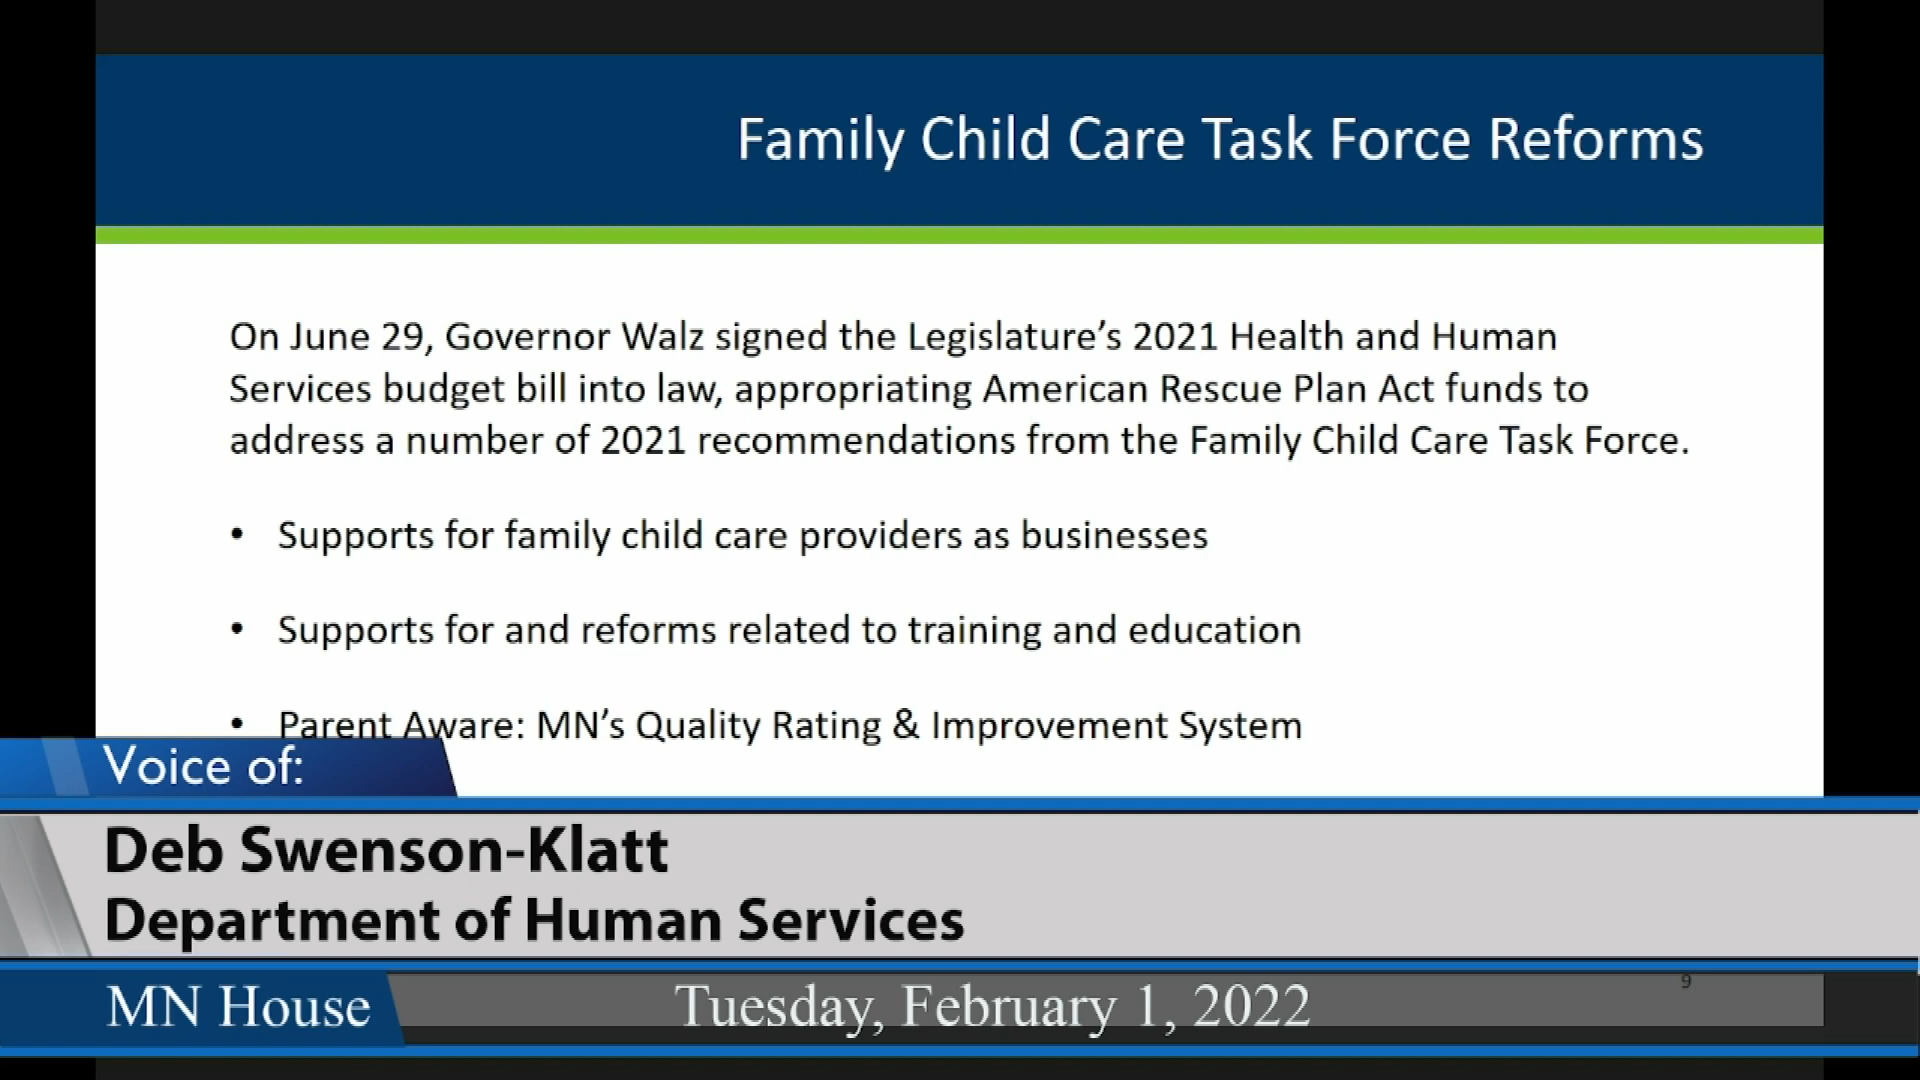 Family Child Care Task Force Reforms
On June 29, Governor Walz signed the Legislature’s 2021 Health and Human
Services budget bill into law, appropriating American Rescue Plan Act funds to
address a number of 2021 recommendations from the Family Child Care Task Force.
• Supports for family child care providers as businesses
• Supports for and reforms related to training and education
• Parent Aware: MN’s Quality Rating & Improvement System
Voice of:
Deb Swenson-Klatt
Department of Human Services
9
MN House Tuesday, February 1, 2022